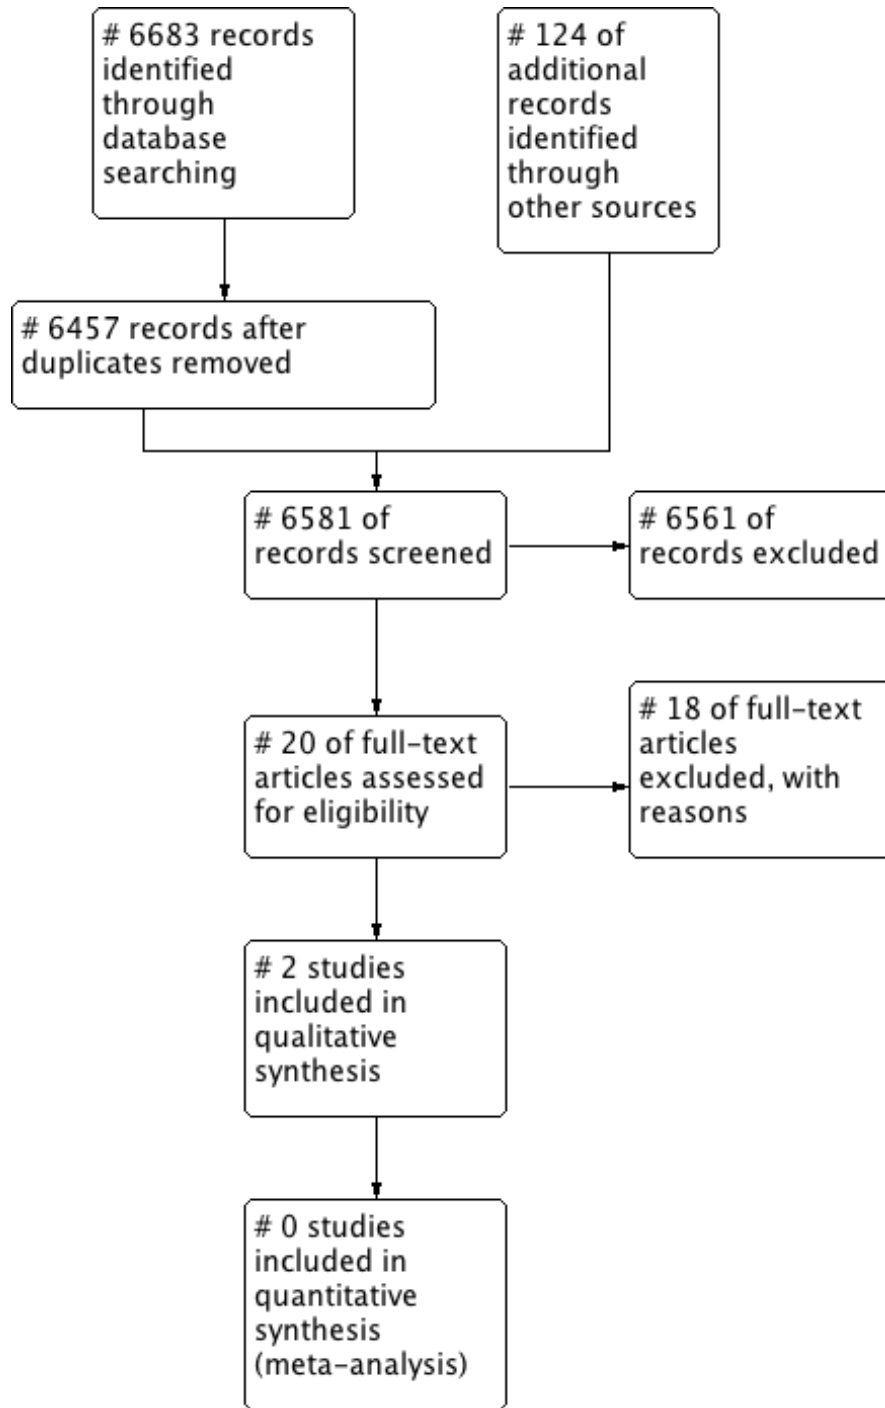 # 6683 records
identified
through
database
searching
# 124 of
additional
records
identified
through
other sources
# 6457 records after
duplicates removed
# 6581 of
records screened
# 6561 of
records excluded
# 20 of full-text
articles assessed
for eligibility
# 18 of full-text
articles
excluded, with
reasons
# 2 studies
included in
qualitative
synthesis
# 0 studies
included in
quantitative
synthesis
(meta-analysis)